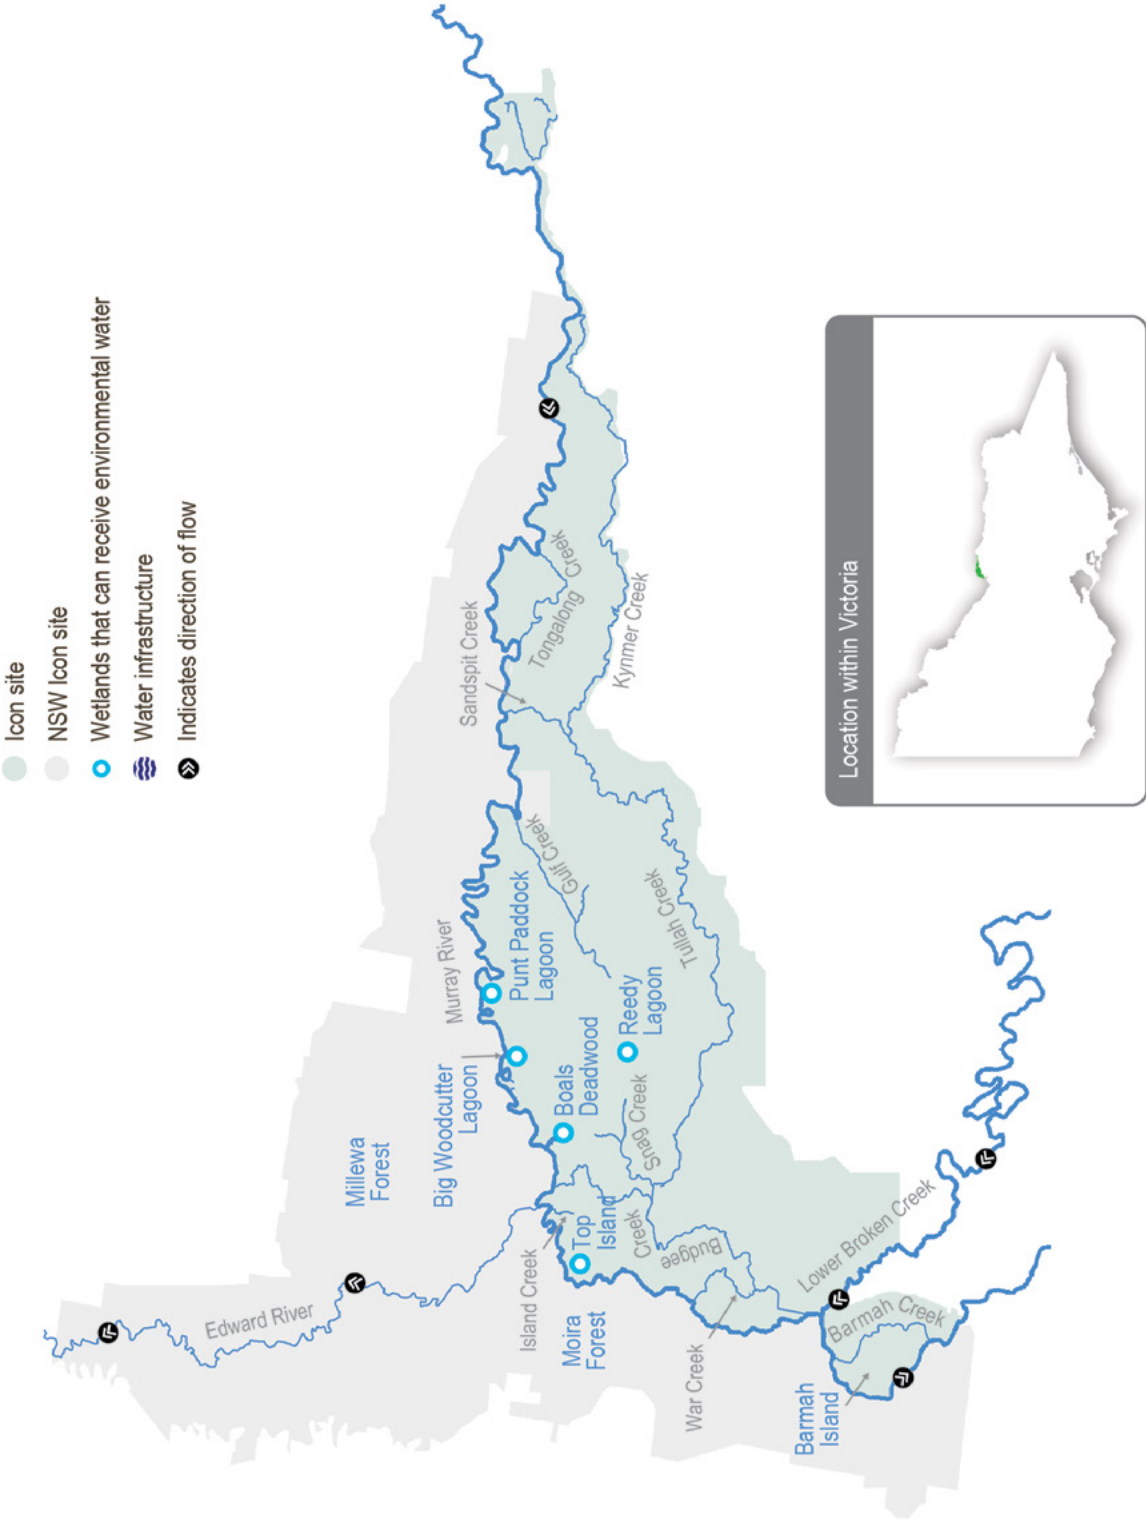 Icon site
NSW Icon site
Wetlands that can receive environmental water
Water infrastructure
Indicates direction of flow
Edward River
Millewa
Forest
Murray River
Sandspit Creek
Big Woodcutter
Lagoon
Punt Paddock
Lagoon
Gulf Creek
Tongalong
Creek
Kynmer Creek
Island Creek
Moira
Forest
Top
Island
Boals
Deadwood
Reedy
Lagoon
Snag Creek
Tullah Creek
Budgee
Creek
War Creek
Lower Broken Creek
Barmah Creek
Barmah
Island
Location within Victoria